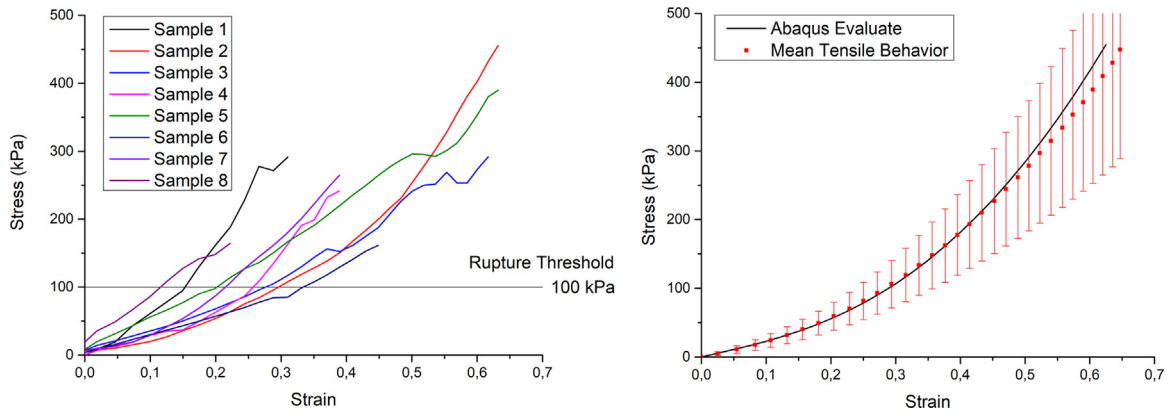 500
400
300
200
100
0
Stress (kPa)
Sample 1
Sample 2
Sample 3
Sample 4
Sample 5
Sample 6
Sample 7
Sample 8
Rupture Threshold
100 kPa
0,0 0,1 0,2 0,3 0,4 0,5 0,6 0,7
Strain
500
400
300
200
100
0
Stress (kPa)
Abaqus Evaluate
Mean Tensile Behavior
0,0 0,1 0,2 0,3 0,4 0,5 0,6 0,7
Strain